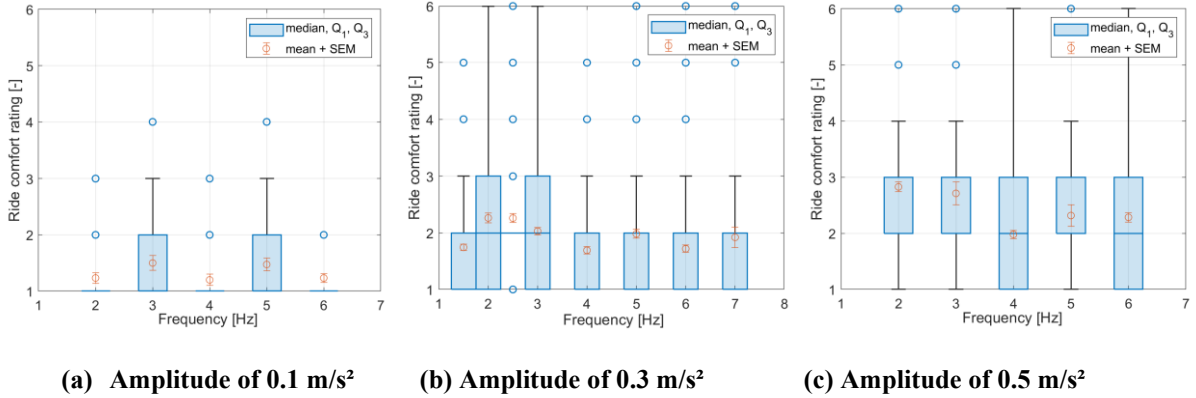 6
5
4
3
2
1
Ride comfort rating [-]
median, Q1, Q3
mean + SEM
1 2 3 4 5 6 7
Frequency [Hz]
6
5
4
3
2
1
Ride comfort rating [-]
median, Q1, Q3
mean + SEM
1 2 3 4 5 6 7 8
Frequency [Hz]
6
5
4
3
2
1
Ride comfort rating [-]
median, Q1, Q3
mean + SEM
1 2 3 4 5 6 7
Frequency [Hz]
(a) Amplitude of 0.1 m/s²
(b) Amplitude of 0.3 m/s²
(c) Amplitude of 0.5 m/s²